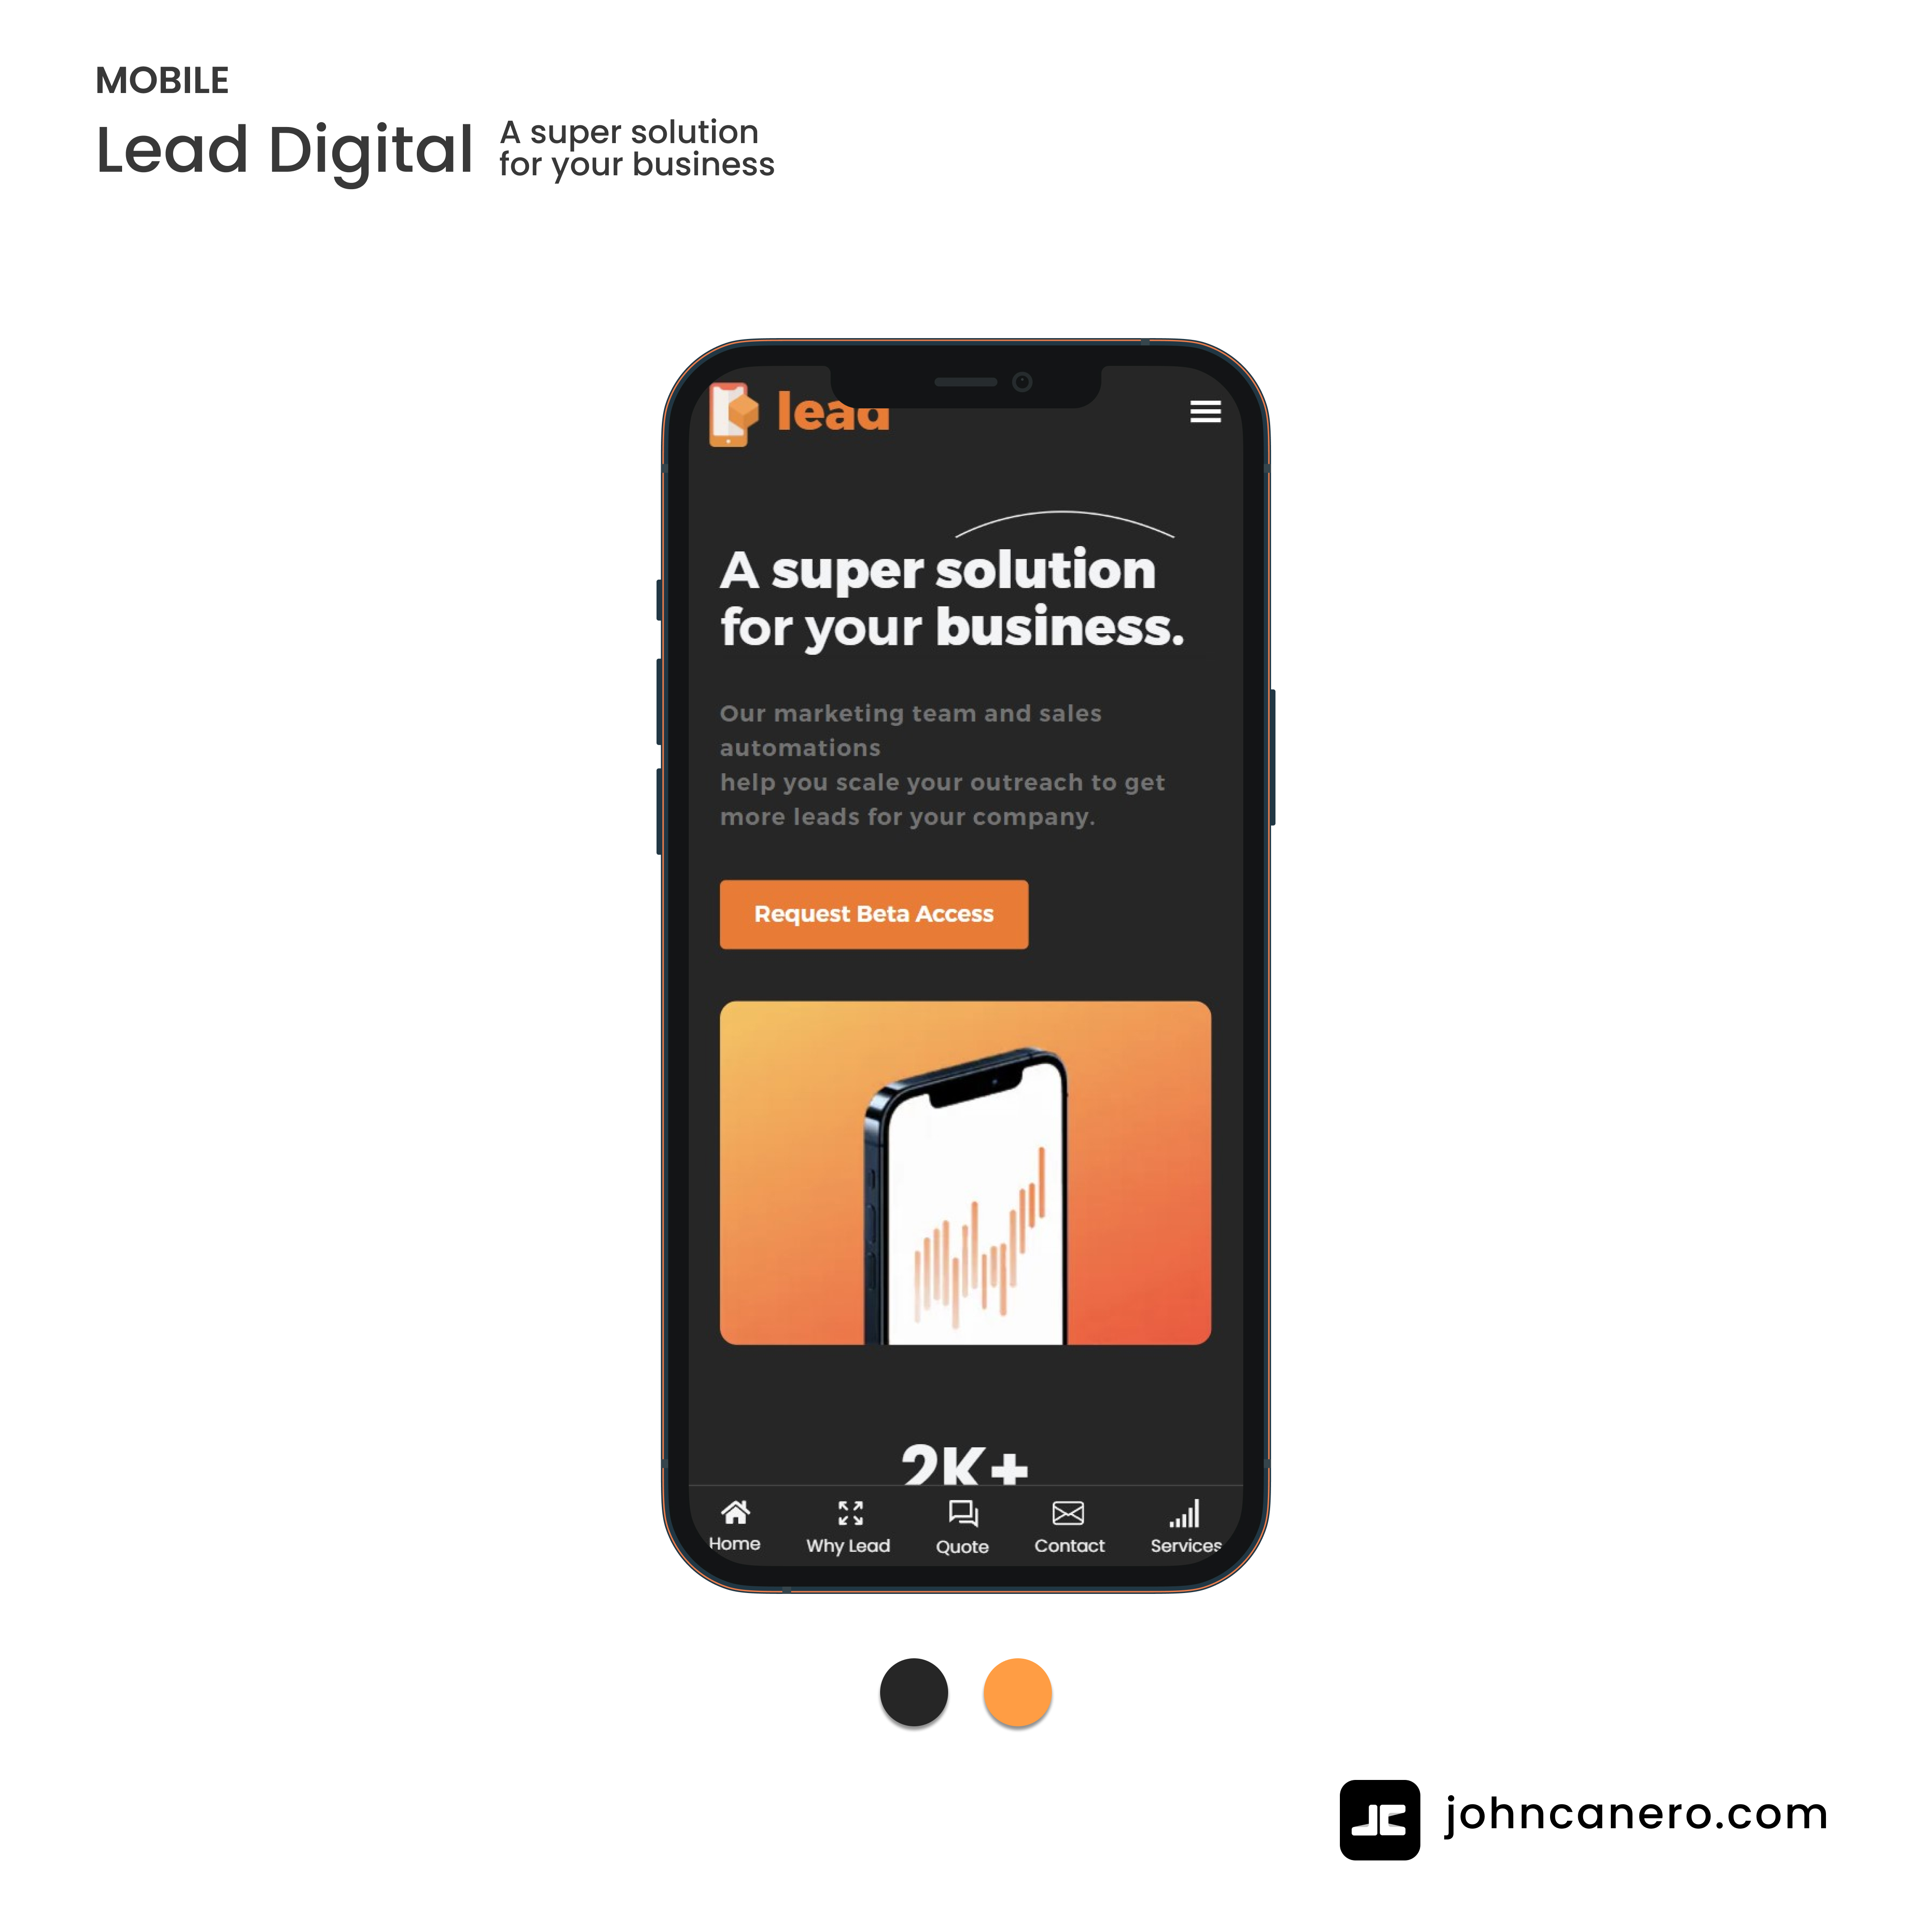 MOBILE
Lead Digital
A super solution
for your business
lead
A super solution
for your business.
Our marketing team and sales
automations
help you scale your outreach to get
more leads for your company.
Request Beta Access
2K+
Home
Why Lead
Quote
Contact
Services
JC
johncanero.com